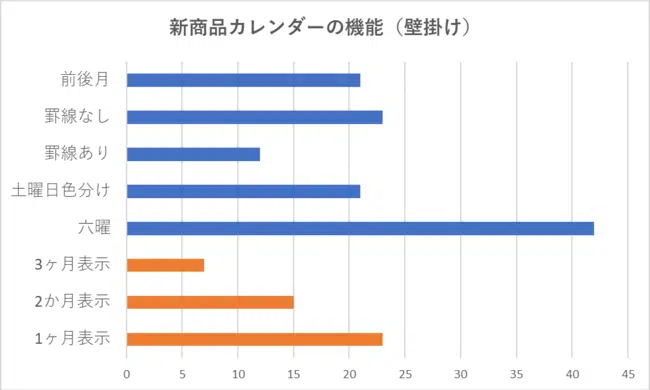 新商品カレンダーの機能（壁掛け）
前後月
罫線なし
罫線あり
土曜日色分け
六曜
3ヶ月表示
2か月表示
1ヶ月表示
0 5 10 15 20 25 30 35 40 45